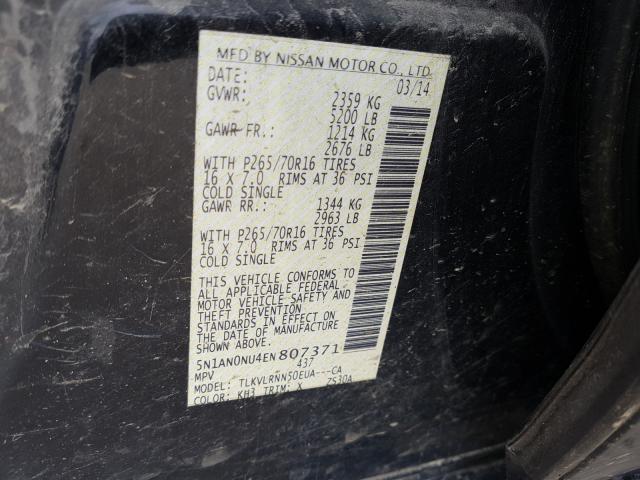 MFD BY NISSAN MOTOR CO., LTD.
DATE: 03/14
GVWR: 2359 KG
5200 LB
GAWR FR.: 1214 KG
2676 LB
WITH P265/70R16 TIRES
16 X 7.0 RIMS AT 36 PSI
COLD SINGLE
GAWR RR.: 1344 KG
2963 LB
WITH P265/70R16 TIRES
16 X 7.0 RIMS AT 36 PSI
COLD SINGLE
THIS VEHICLE CONFORMS TO
ALL APPLICABLE FEDERAL
MOTOR VEHICLE SAFETY AND
THEFT PREVENTION
STANDARDS IN EFFECT ON
THE DATE OF MANUFACTURE
SHOWN ABOVE.
5N1AN0NU4EN807371
MPV 437
MODEL: TLKVLRNN50EUA---CA
COLOR: KH3 TRIM: X ZS30A